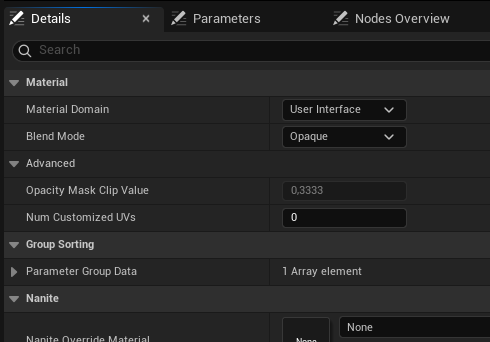 Details Parameters Nodes Overview
Search
Material
Material Domain User Interface
Blend Mode Opaque
Advanced
Opacity Mask Clip Value 0,3333
Num Customized UVs 0
Group Sorting
Parameter Group Data 1 Array element
Nanite
None
Nanite Override Material None